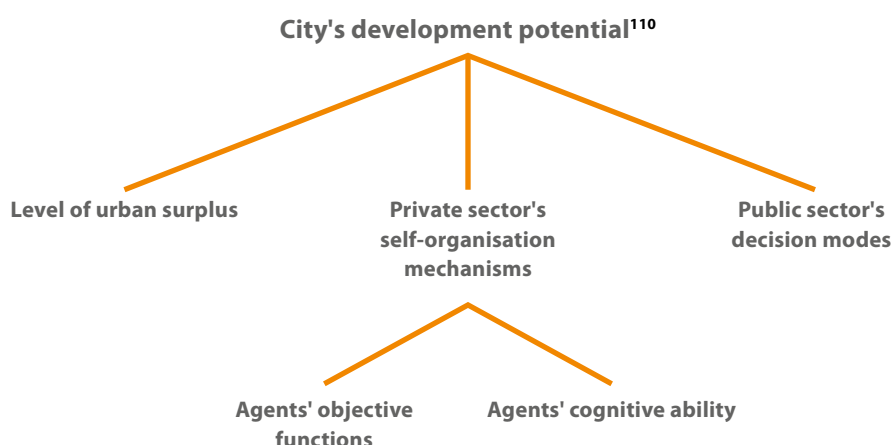 City's development potential110
Level of urban surplus
Private sector's
self-organisation
mechanisms
Public sector's
decision modes
Agents' objective
functions
Agents' cognitive ability